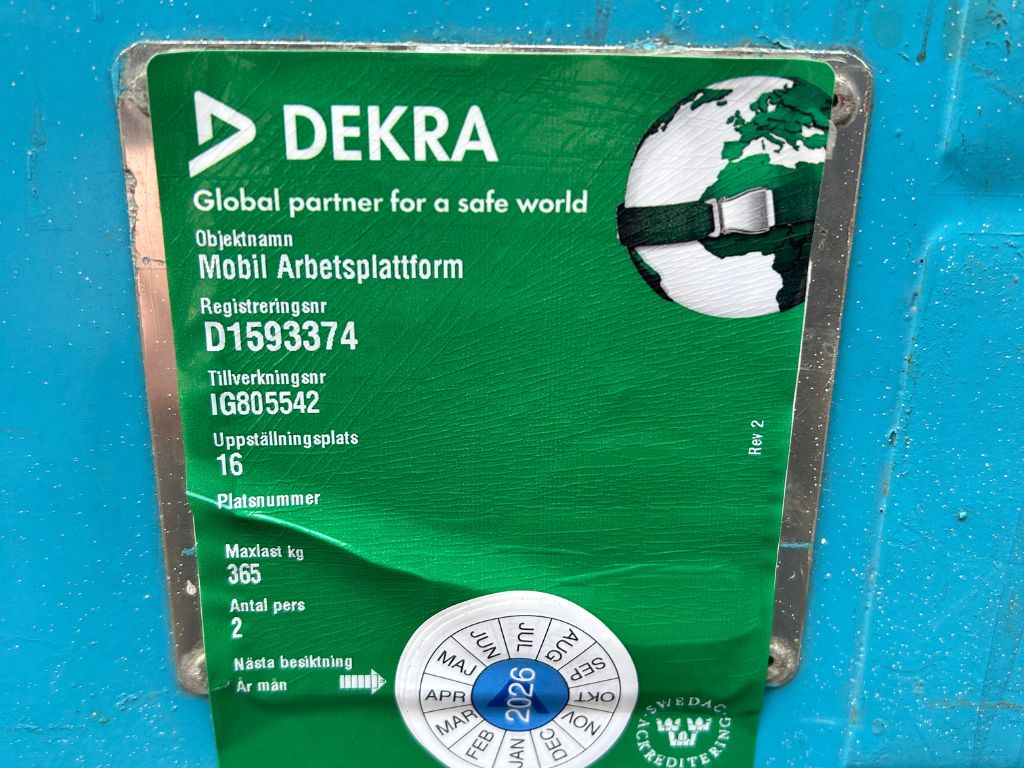 DEKRA
Global partner for a safe world
Objektnamn
Mobil Arbetsplattform
Registreringsnr
D1593374
Tillverkningsnr
IG805542
Uppställningsplats
16
Platsnummer
Rev 2
Maxlast kg
365
Antal pers
2
Nästa besiktning
År mån
JAN
FEB
MAR
APR
MAJ
JUN
JUL
AUG
SEP
OKT
NOV
DEC
2026
SWEDAC
ACKREDITERING